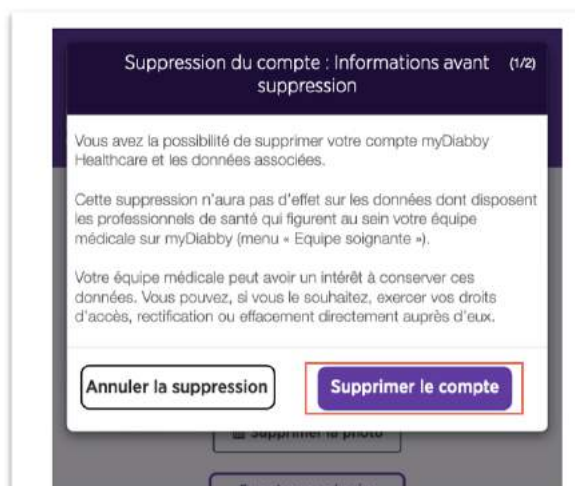 Suppression du compte : Informations avant (1/2)
suppression
Vous avez la possibilité de supprimer votre compte myDiabby
Healthcare et les données associées.
Cette suppression n'aura pas d'effet sur les données dont disposent
les professionnels de santé qui figurent au sein votre équipe
médicale sur myDiabby (menu « Equipe soignante »).
Votre équipe médicale peut avoir un intérêt à conserver ces
données. Vous pouvez, si vous le souhaitez, exercer vos droits
d'accès, rectification ou effacement directement auprès d'eux.
Annuler la suppression Supprimer le compte
Supprimer la photo